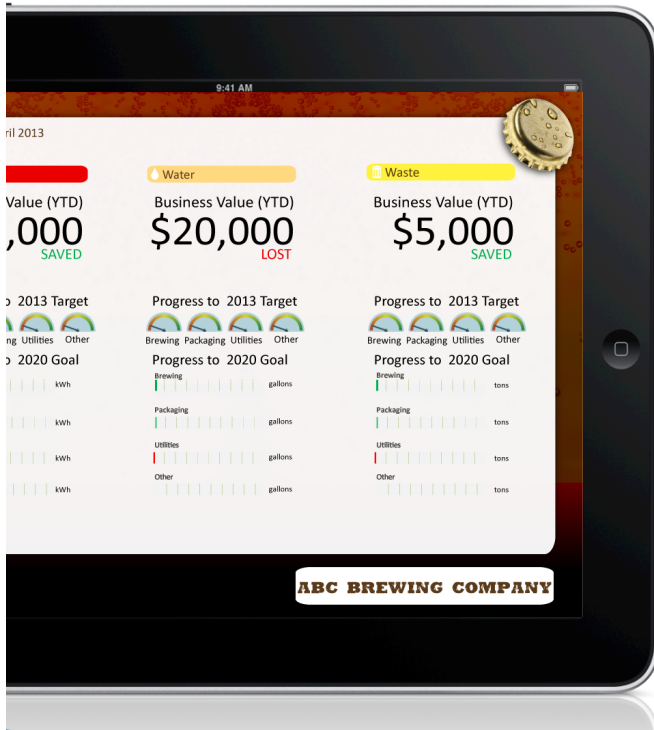 9:41 AM
ril 2013
Water
Waste
Value (YTD)
Business Value (YTD)
Business Value (YTD)
,000
$20,000
$5,000
SAVED
LOST
SAVED
2013 Target
Progress to 2013 Target
Progress to 2013 Target
ng Utilities Other
Brewing Packaging Utilities Other
Brewing Packaging Utilities Other
2020 Goal
Progress to 2020 Goal
Progress to 2020 Goal
Brewing
Brewing
kWh
gallons
tons
Packaging
Packaging
kWh
gallons
tons
Utilities
Utilities
kWh
gallons
tons
Other
Other
kWh
gallons
tons
ABC BREWING COMPANY